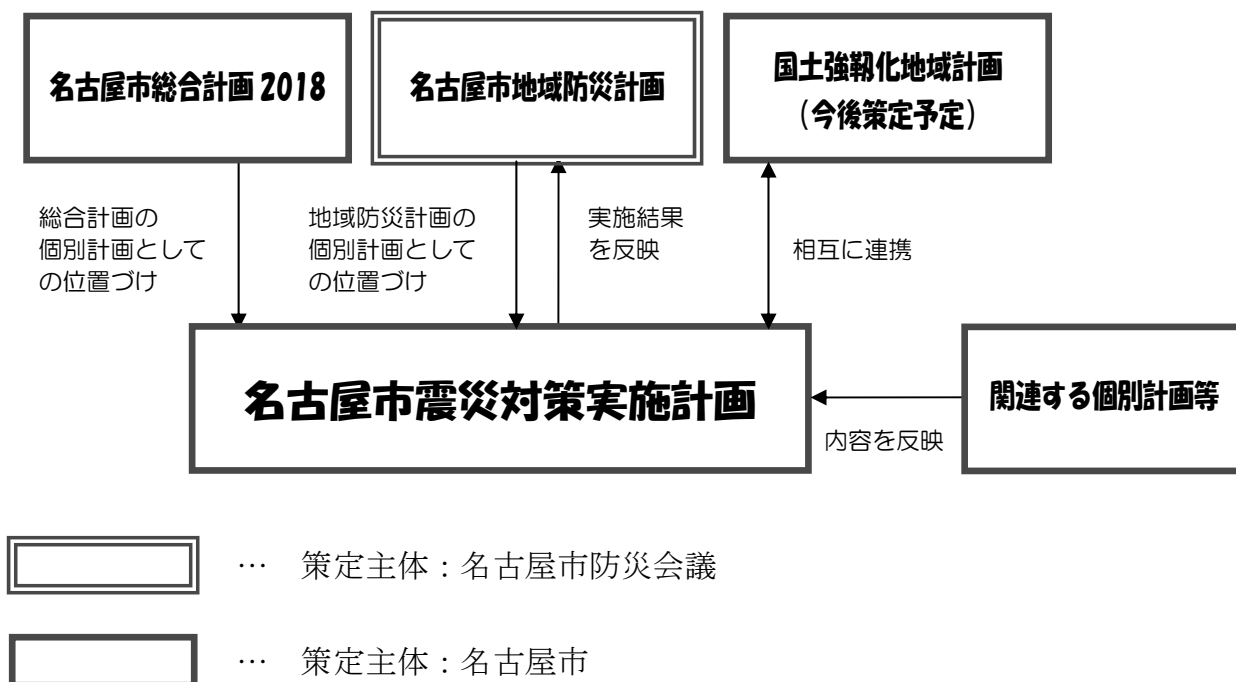 名古屋市総合計画 2018
名古屋市地域防災計画
国土強靱化地域計画
（今後策定予定）
総合計画の
個別計画として
の位置づけ
地域防災計画の
個別計画として
の位置づけ
実施結果
を反映
相互に連携
名古屋市震災対策実施計画
関連する個別計画等
内容を反映
… 策定主体：名古屋市防災会議
… 策定主体：名古屋市